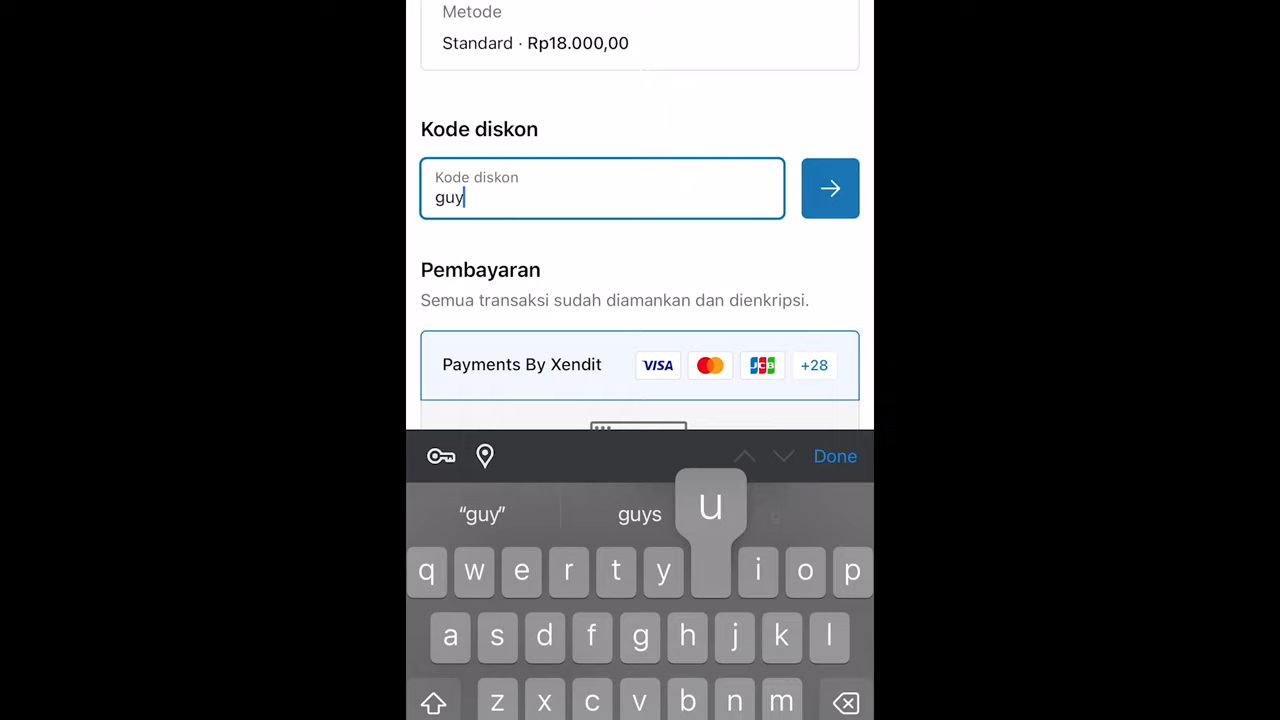 Metode
Standard · Rp18.000,00
Kode diskon
Kode diskon
guy
Pembayaran
Semua transaksi sudah diamankan dan dienkripsi.
Payments By Xendit VISA JCB +28
Done
“guy” guys g
u
q w e r t y i o p
a s d f g h j k l
z x c v b n m